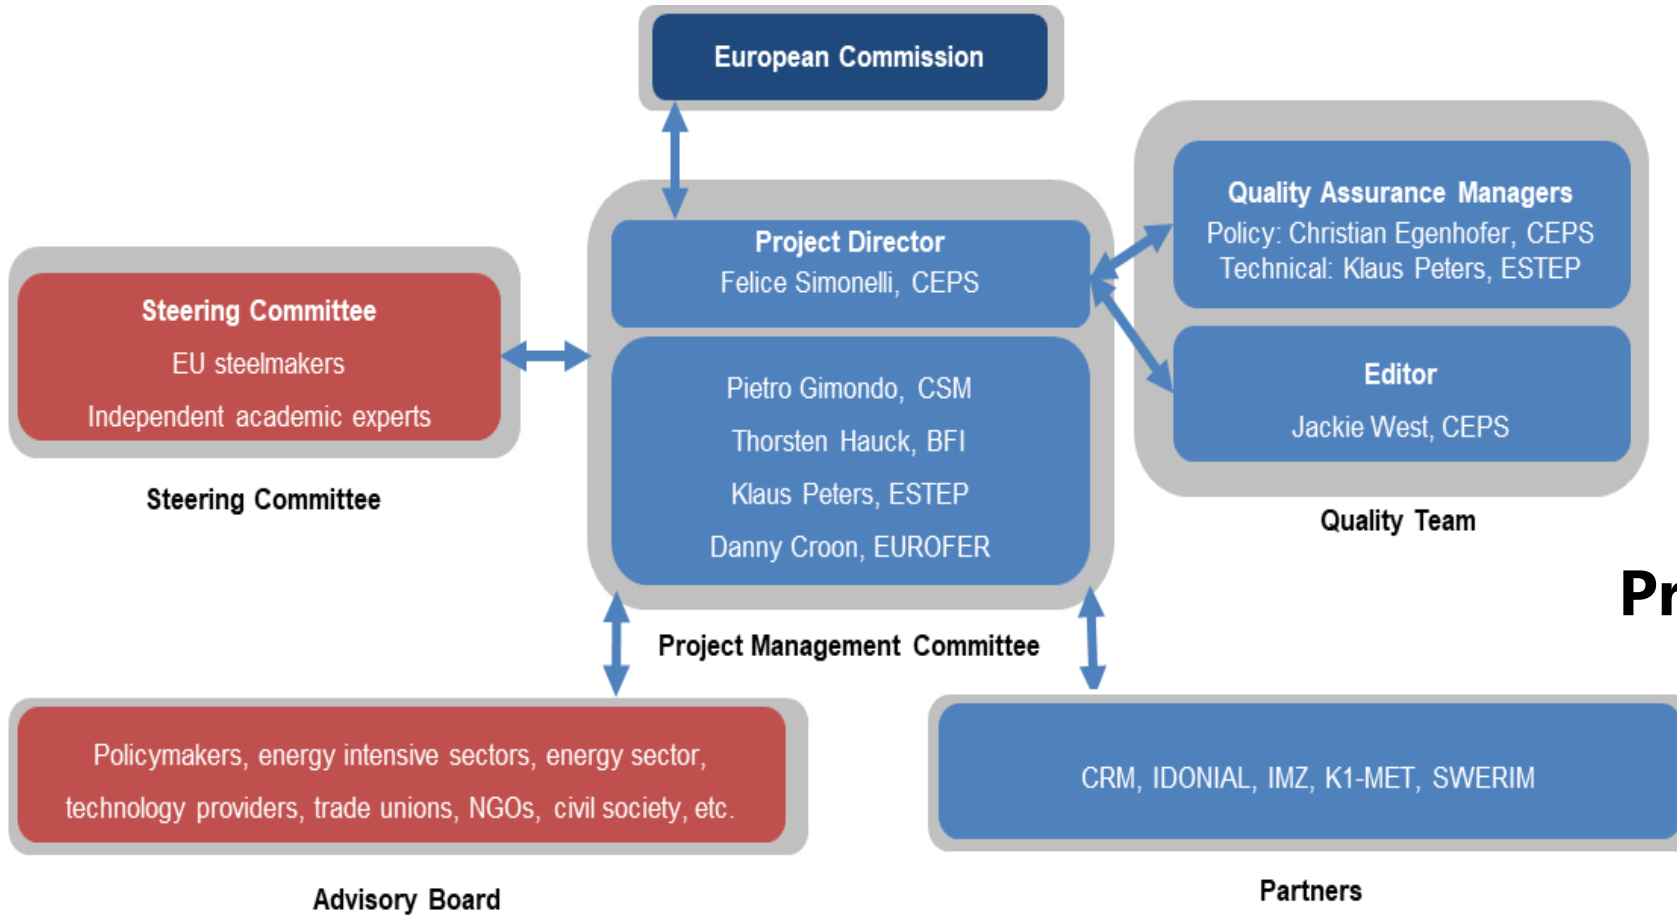 European Commission
Project Director
Felice Simonelli, CEPS
Pietro Gimondo, CSM
Thorsten Hauck, BFI
Klaus Peters, ESTEP
Danny Croon, EUROFER
Project Management Committee
Steering Committee
EU steelmakers
Independent academic experts
Steering Committee
Quality Assurance Managers
Policy: Christian Egenhofer, CEPS
Technical: Klaus Peters, ESTEP
Editor
Jackie West, CEPS
Quality Team
Pr
Policymakers, energy intensive sectors, energy sector,
technology providers, trade unions, NGOs, civil society, etc.
Advisory Board
CRM, IDONIAL, IMZ, K1-MET, SWERIM
Partners